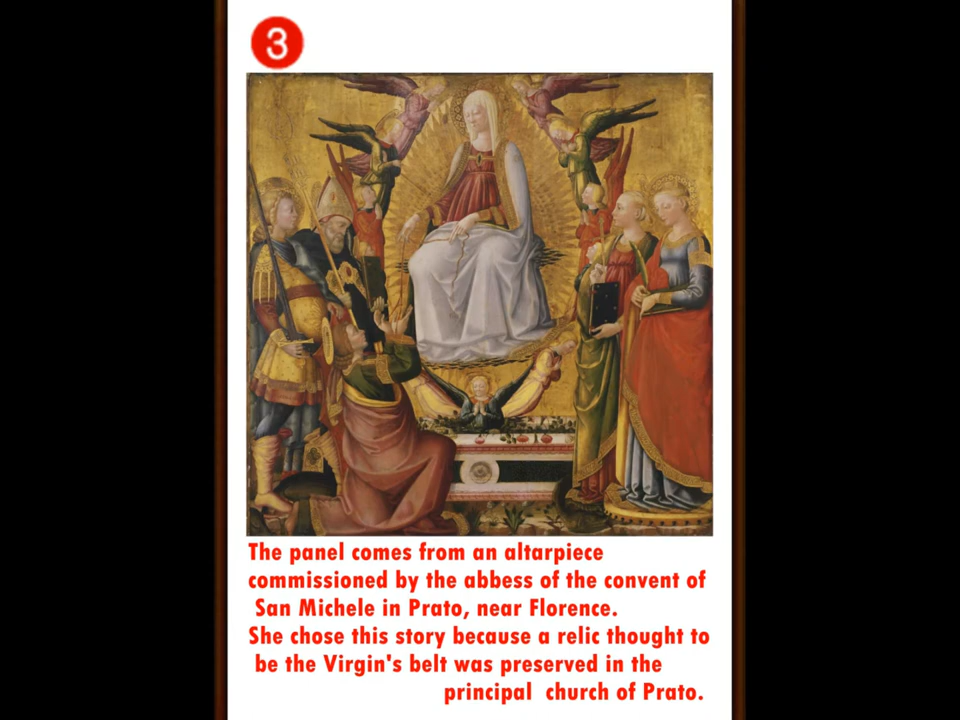 3
The panel comes from an altarpiece
commissioned by the abbess of the convent of
San Michele in Prato, near Florence.
She chose this story because a relic thought to
be the Virgin's belt was preserved in the
principal church of Prato.